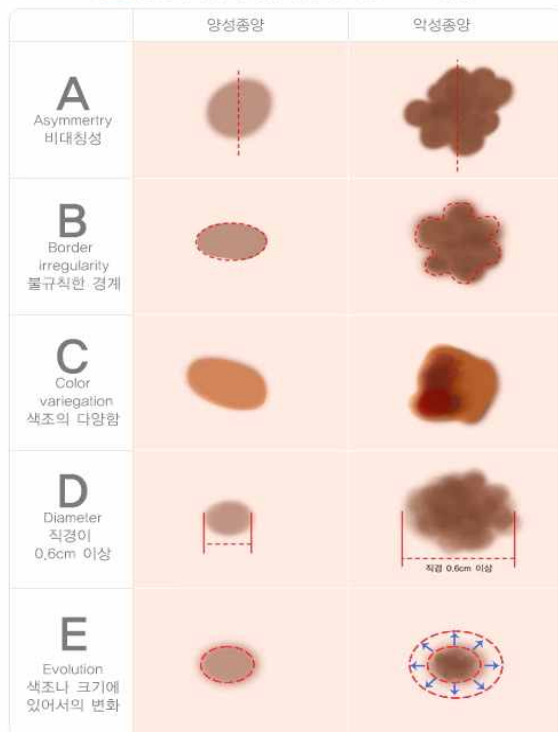 양성종양 악성종양
A
Asymmertry
비대칭성
B
Border
irregularity
불규칙한 경계
C
Color
variegation
색조의 다양함
D
Diameter
직경이
0.6cm 이상
직경 0.6cm 이상
E
Evolution
색조나 크기에
있어서의 변화